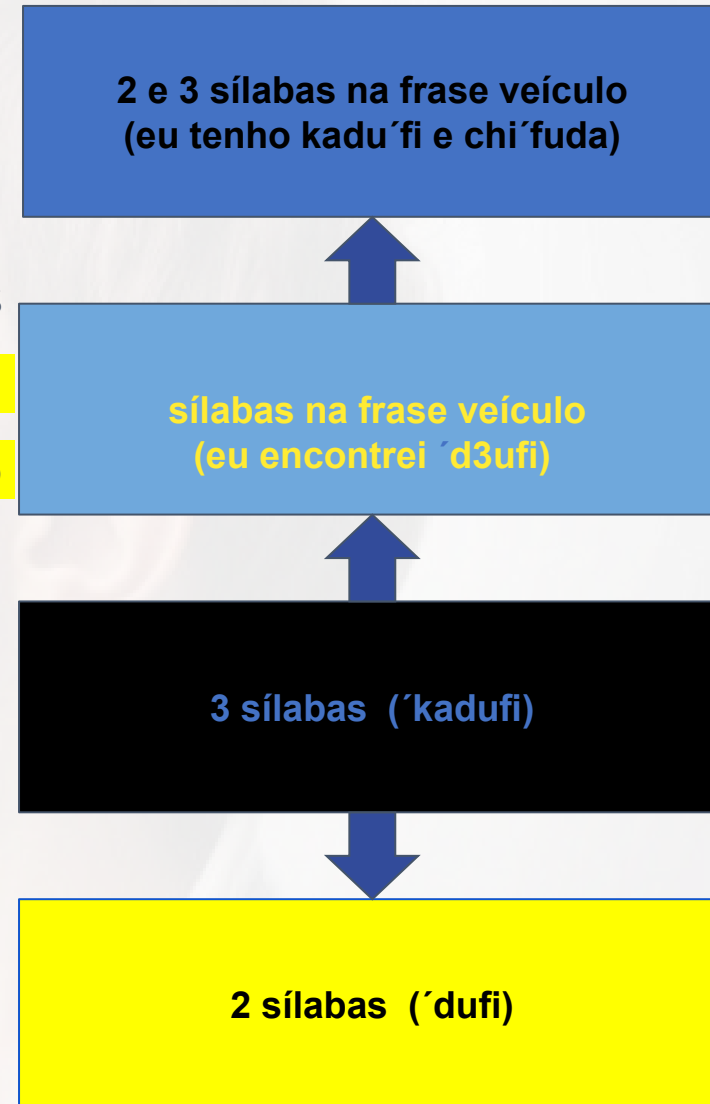 2 e 3 sílabas na frase veículo
(eu tenho kadu´fi e chi´fuda)
sílabas na frase veículo
(eu encontrei ´d3ufi)
3 sílabas (´kadufi)
2 sílabas (´dufi)